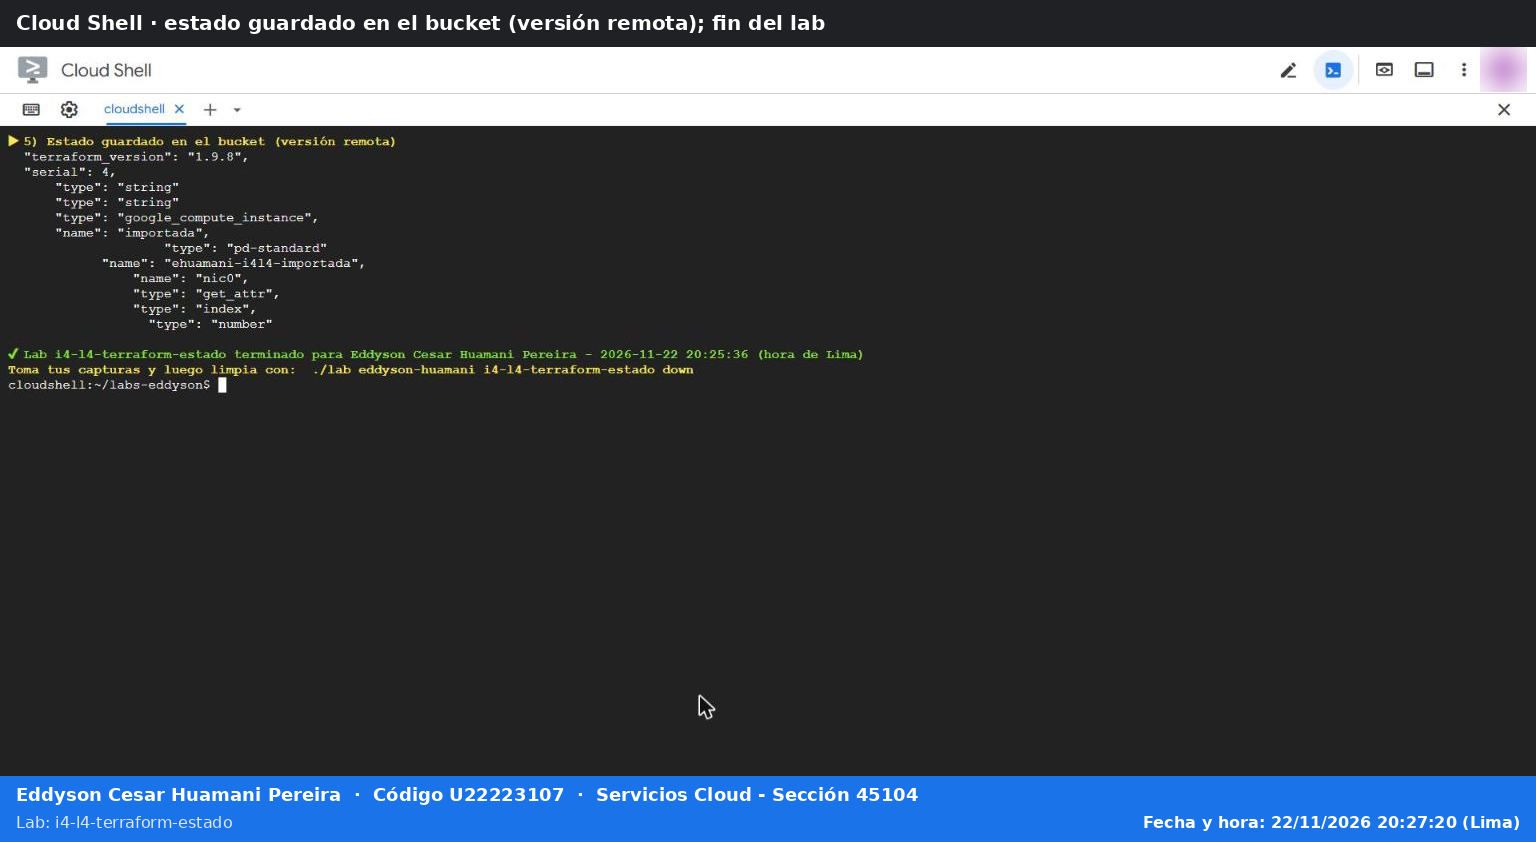 Cloud Shell · estado guardado en el bucket (versión remota); fin del lab
Cloud Shell
cloudshell
5) Estado guardado en el bucket (versión remota)
"terraform_version": "1.9.8",
"serial": 4,
"type": "string"
"type": "string"
"type": "google_compute_instance",
"name": "importada",
"type": "pd-standard"
"name": "ehuamani-i4l4-importada",
"name": "nic0",
"type": "get_attr",
"type": "index",
"type": "number"
✓ Lab i4-l4-terraform-estado terminado para Eddyson Cesar Huamani Pereira - 2026-11-22 20:25:36 (hora de Lima)
Toma tus capturas y luego limpia con: ./lab eddyson-huamani i4-l4-terraform-estado down
cloudshell:~/labs-eddyson$
Eddyson Cesar Huamani Pereira · Código U22223107 · Servicios Cloud - Sección 45104
Lab: i4-l4-terraform-estado
Fecha y hora: 22/11/2026 20:27:20 (Lima)